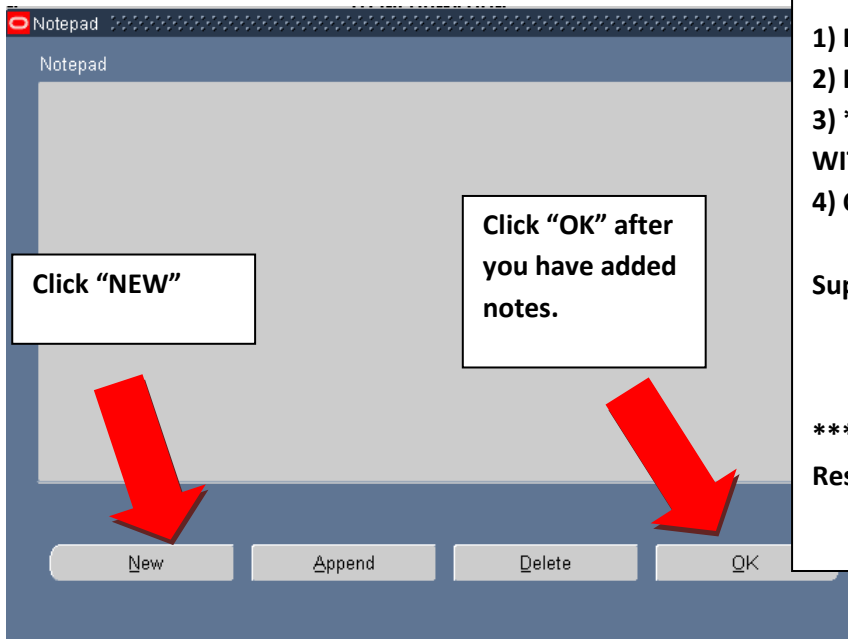 Notepad
Notepad
Click “NEW”
Click “OK” after
you have added
notes.
New
Append
Delete
OK
1)
2)
3)
4)